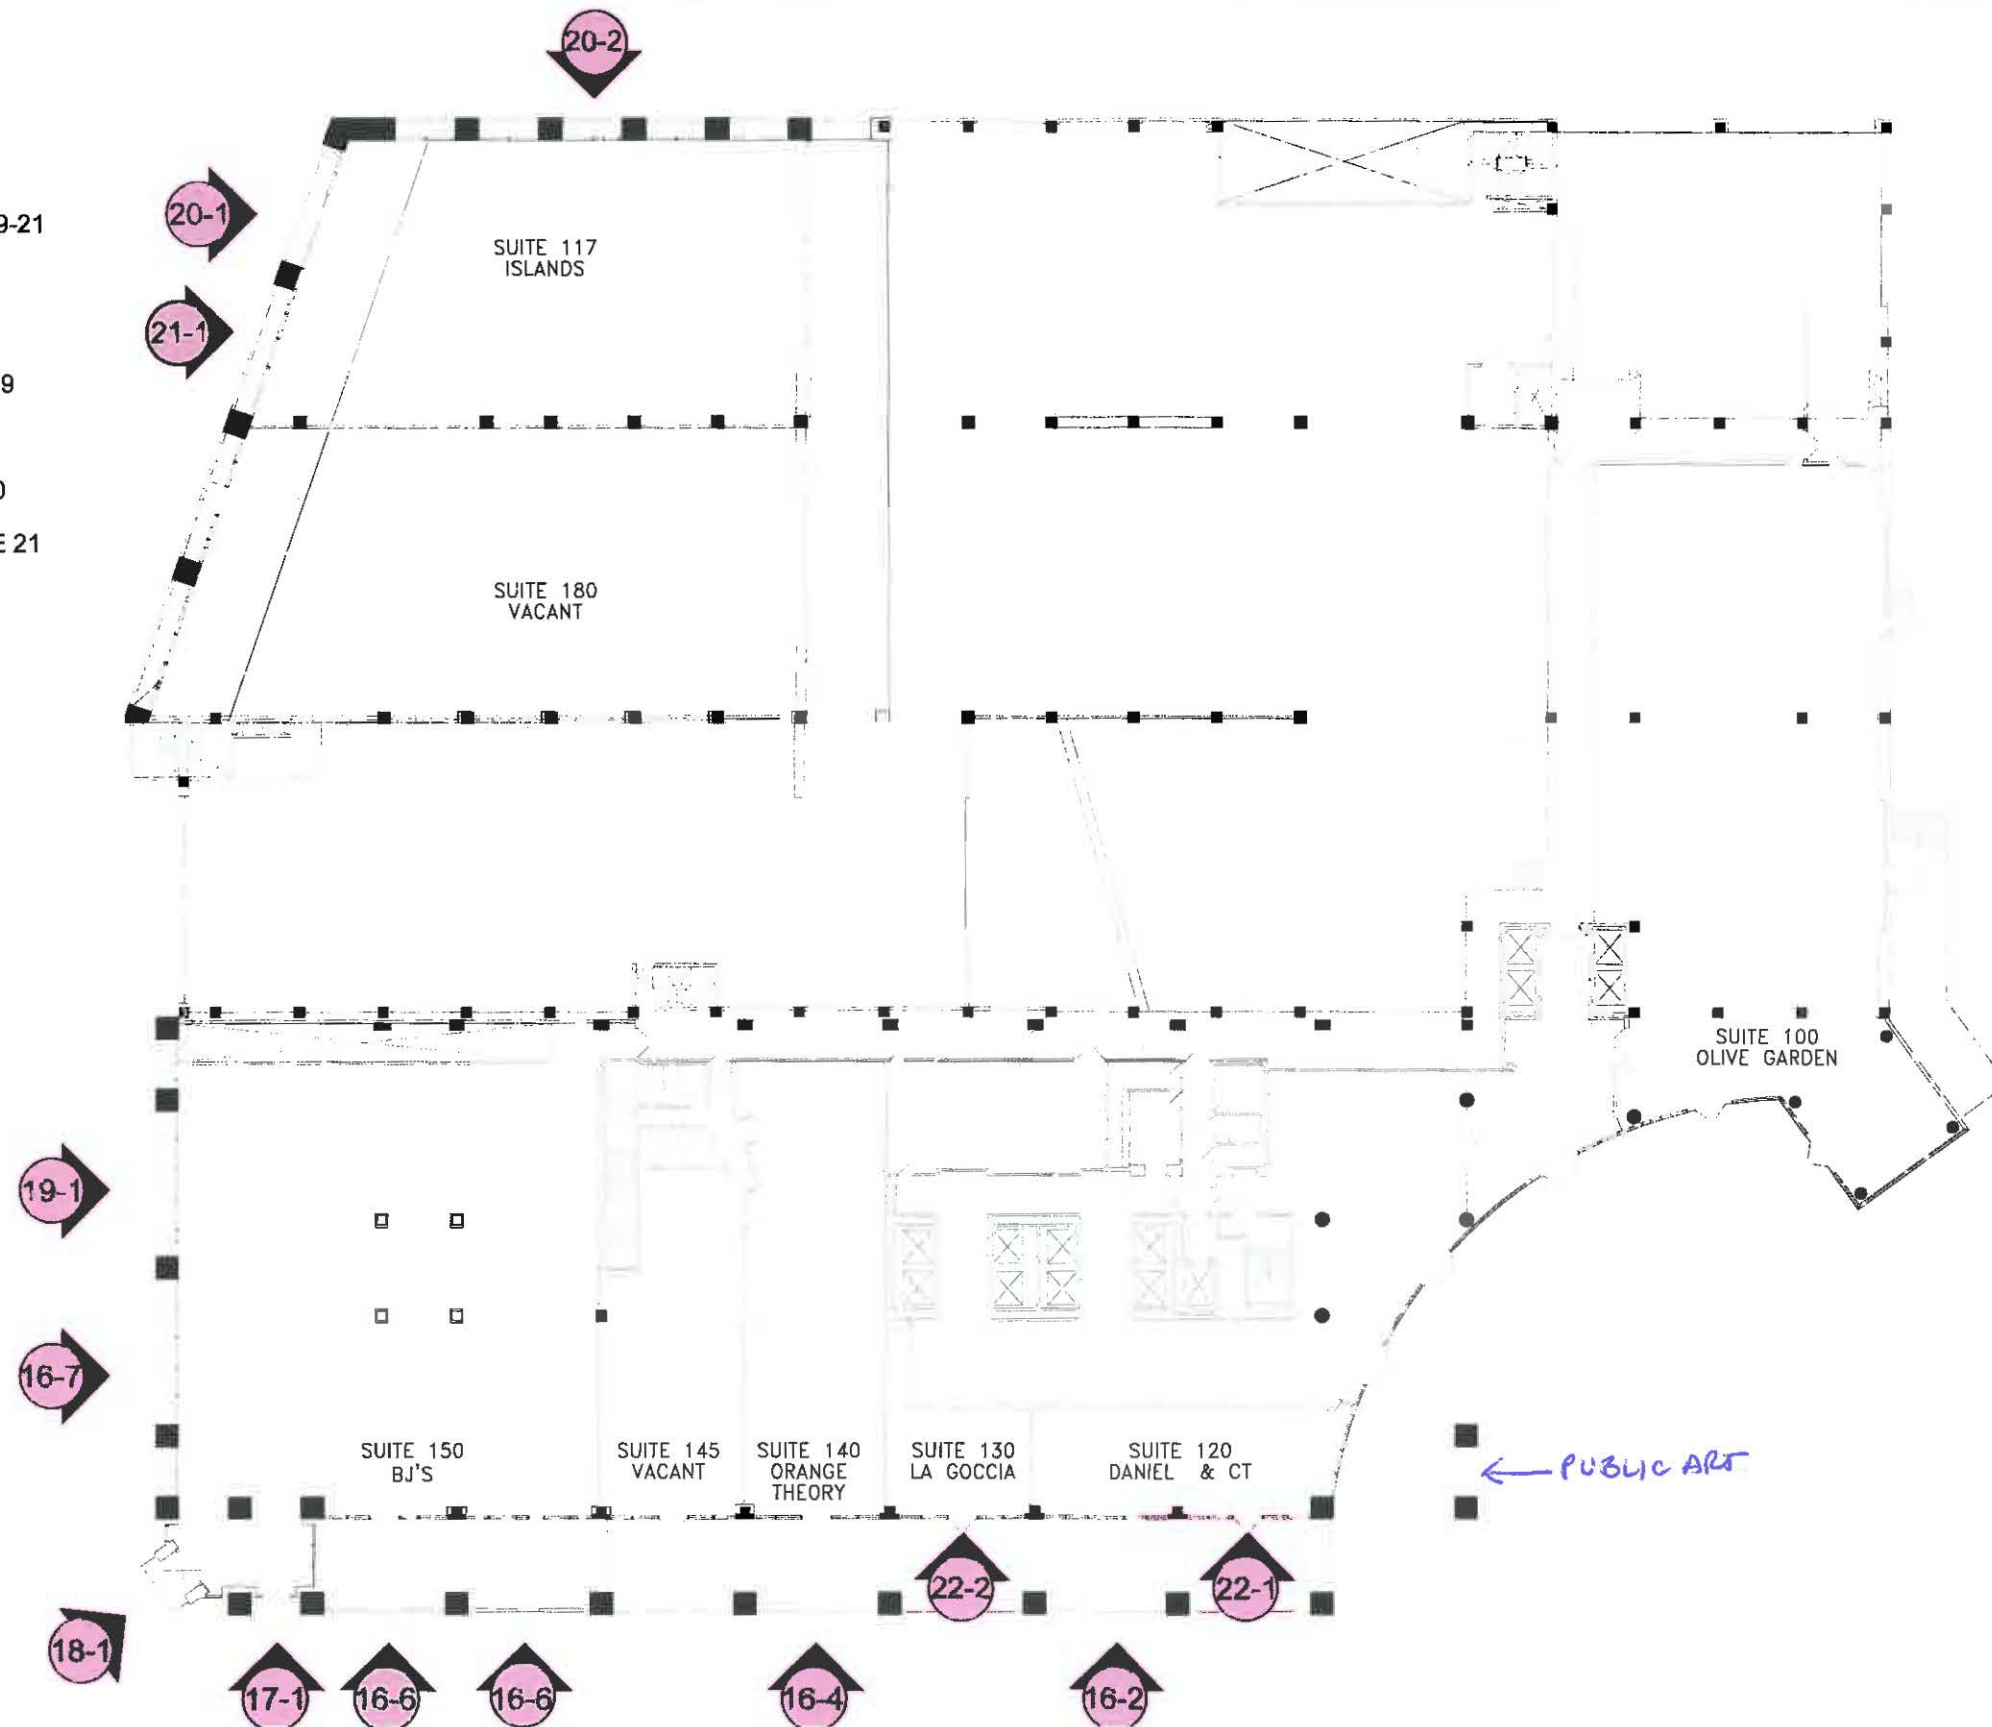 20-2
20-1
9-21
SUITE 117
ISLANDS
21-1
9
0
SUITE 180
VACANT
E 21
SUITE 100
OLIVE GARDEN
19-1
16-7
SUITE 150
BJ'S
SUITE 145
VACANT
SUITE 140
ORANGE
THEORY
SUITE 130
LA GOCCIA
SUITE 120
DANIEL & CT
← PUBLIC ART
22-2
22-1
18-1
17-1
16-6
16-6
16-4
16-2